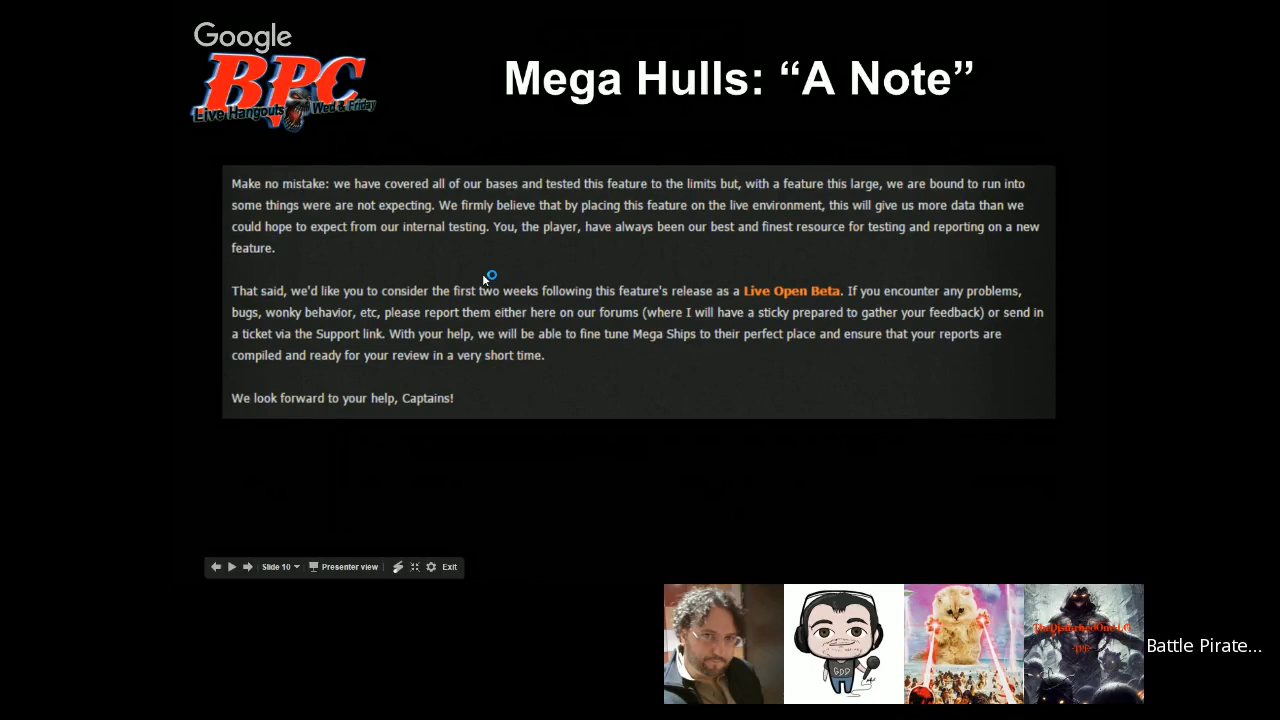 Google
BPC
Live Hangouts Wed & Friday
Mega Hulls: “A Note”
Make no mistake: we have covered all of our bases and tested this feature to the limits but, with a feature this large, we are bound to run into
some things were are not expecting. We firmly believe that by placing this feature on the live environment, this will give us more data than we
could hope to expect from our internal testing. You, the player, have always been our best and finest resource for testing and reporting on a new
feature.
That said, we'd like you to consider the first two weeks following this feature's release as a Live Open Beta. If you encounter any problems,
bugs, wonky behavior, etc, please report them either here on our forums (where I will have a sticky prepared to gather your feedback) or send in
a ticket via the Support link. With your help, we will be able to fine tune Mega Ships to their perfect place and ensure that your reports are
compiled and ready for your review in a very short time.
We look forward to your help, Captains!
Slide 10 Presenter view Exit
GDD
Battle Pirate...